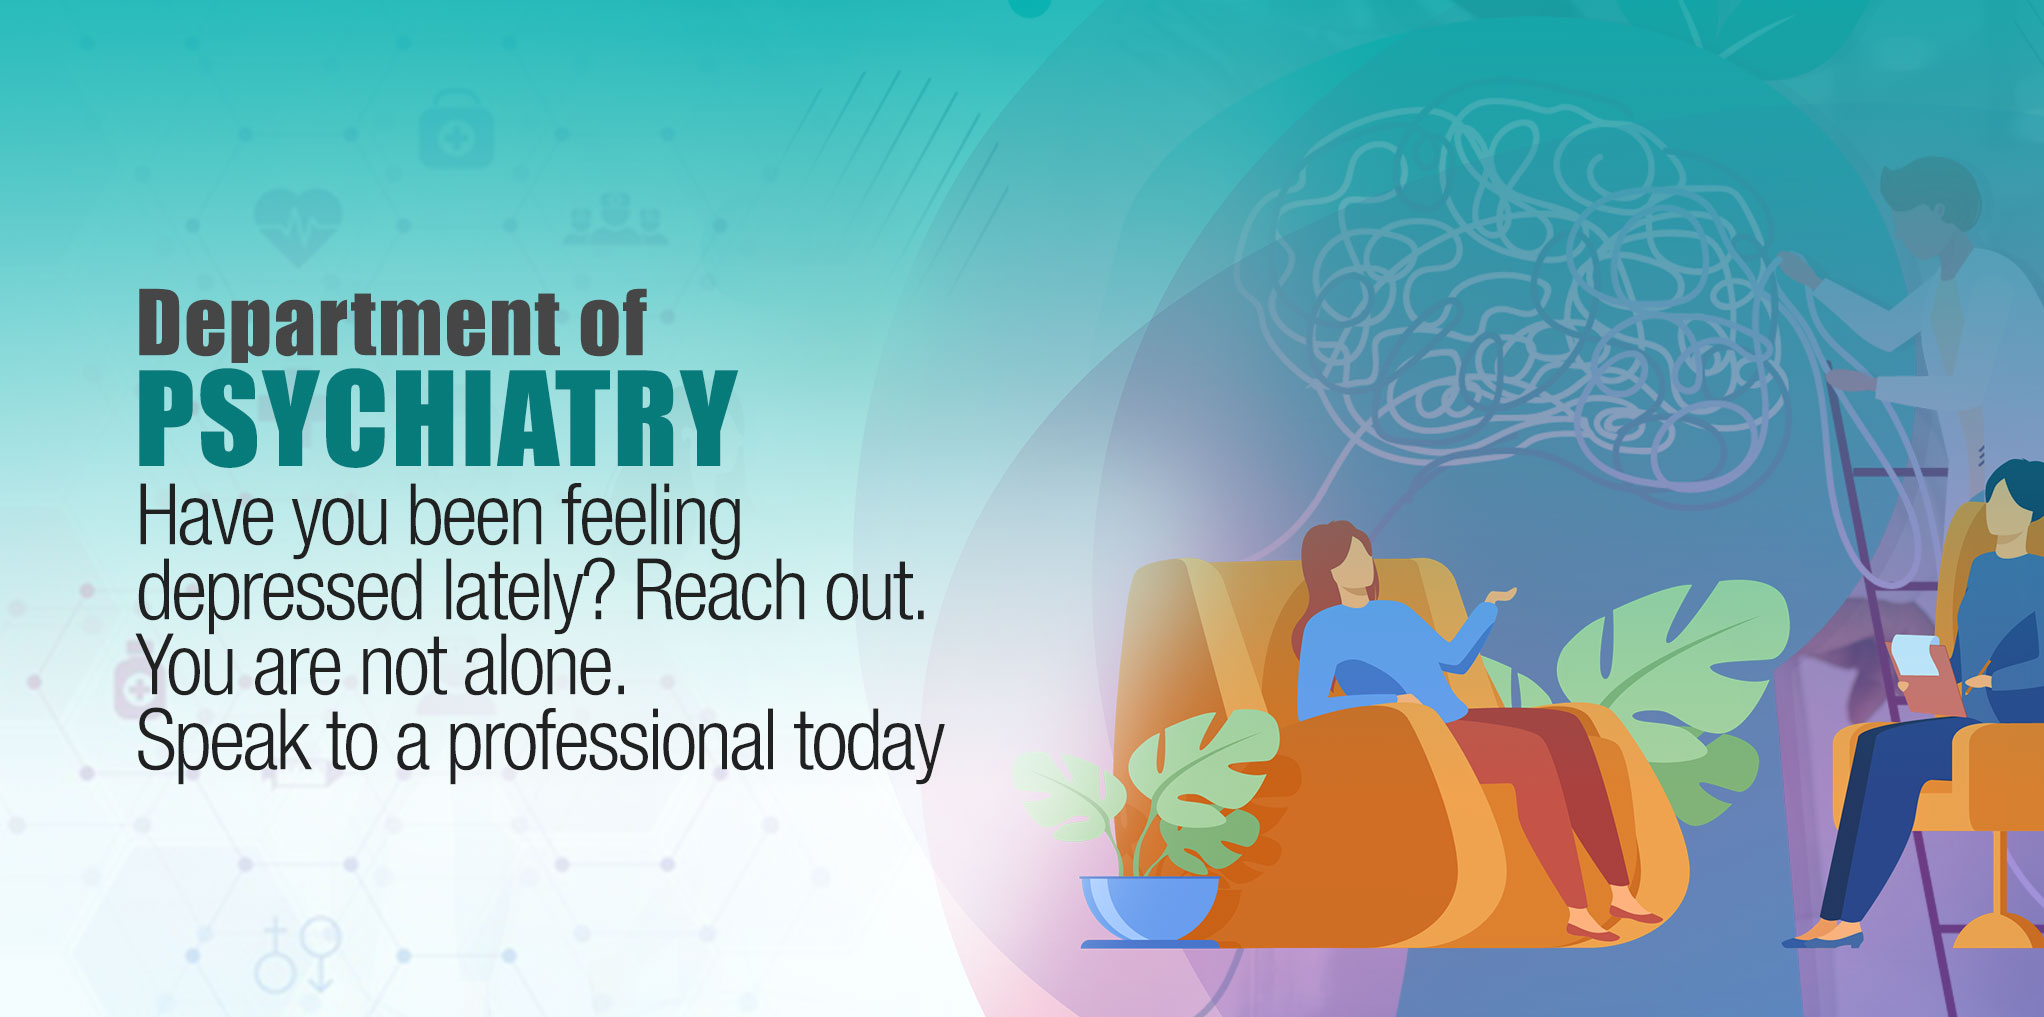 Department of
PSYCHIATRY
Have you been feeling
depressed lately? Reach out.
You are not alone.
Speak to a professional today